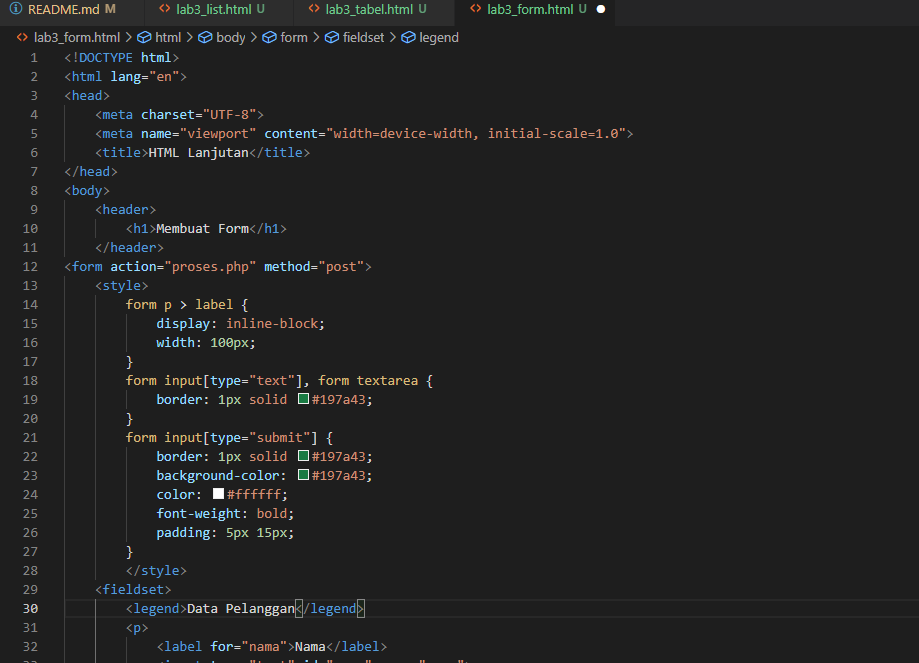 README.md M lab3_list.html U lab3_tabel.html U lab3_form.html U
lab3_form.html > html > body > form > fieldset > legend
1 <!DOCTYPE html>
2 <html lang="en">
3 <head>
4 <meta charset="UTF-8">
5 <meta name="viewport" content="width=device-width, initial-scale=1.0">
6 <title>HTML Lanjutan</title>
7 </head>
8 <body>
9 <header>
10 <h1>Membuat Form</h1>
11 </header>
12 <form action="proses.php" method="post">
13 <style>
14 form p > label {
15 display: inline-block;
16 width: 100px;
17 }
18 form input[type="text"], form textarea {
19 border: 1px solid #197a43;
20 }
21 form input[type="submit"] {
22 border: 1px solid #197a43;
23 background-color: #197a43;
24 color: #ffffff;
25 font-weight: bold;
26 padding: 5px 15px;
27 }
28 </style>
29 <fieldset>
30 <legend>Data Pelanggan</legend>
31 <p>
32 <label for="nama">Nama</label>